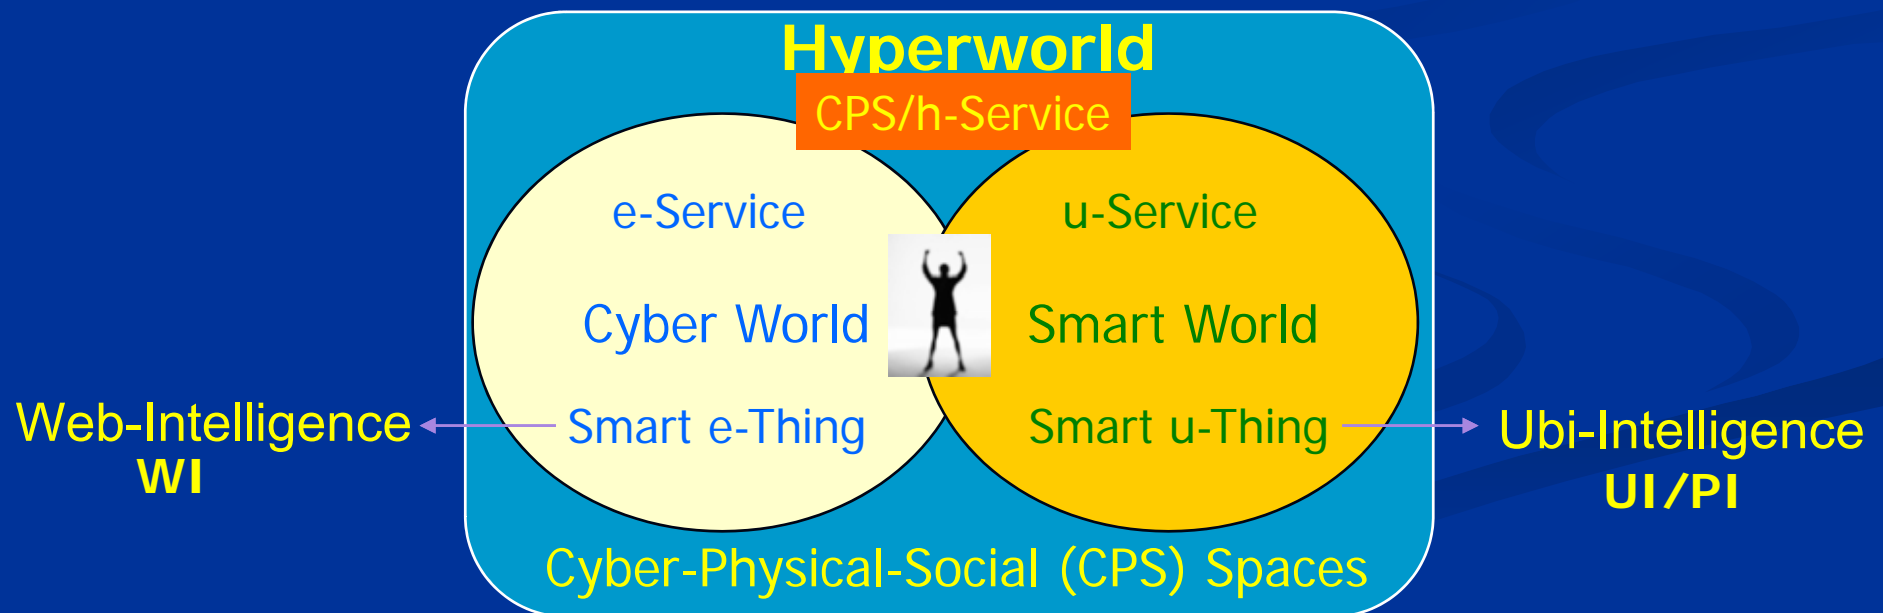 Hyperworld
CPS/h-Service
e-Service
u-Service
Cyber World
Smart World
Web-Intelligence
WI
Smart e-Thing
Smart u-Thing
Ubi-Intelligence
UI/PI
Cyber-Physical-Social (CPS) Spaces